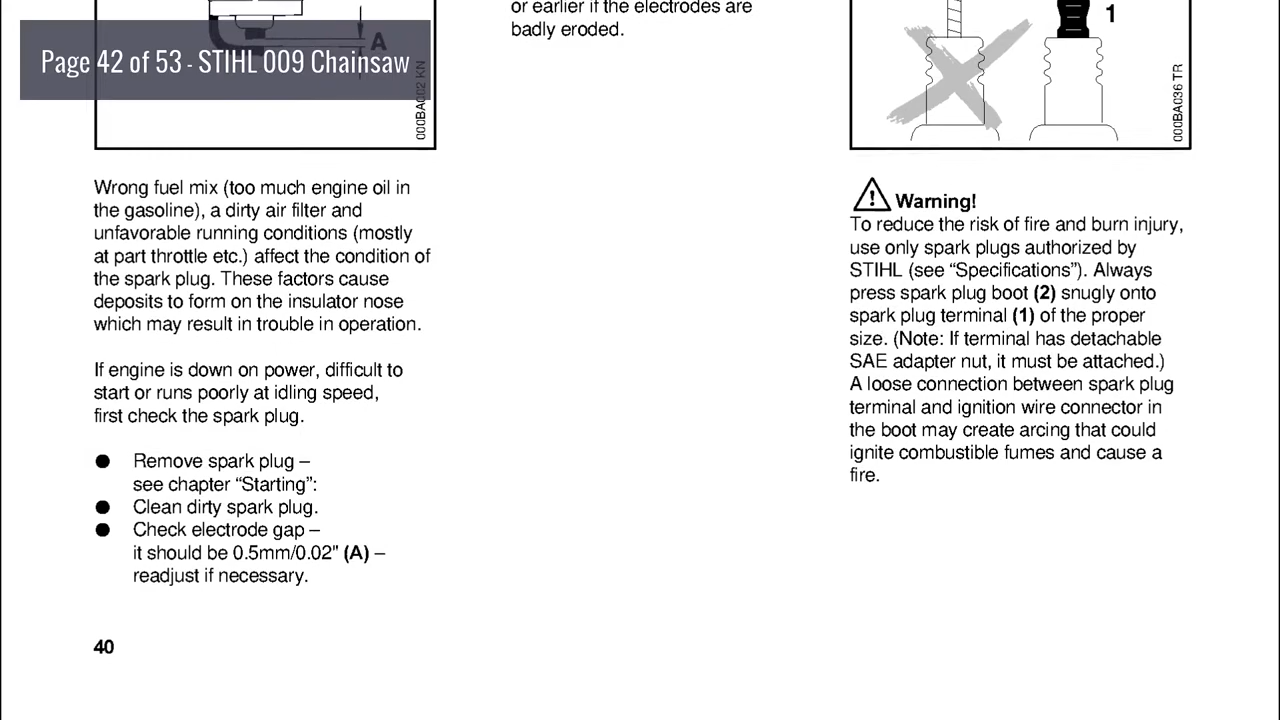 Page 42 of 53 - STIHL 009 Chainsaw
A
000BA002 KN
Wrong fuel mix (too much engine oil in
the gasoline), a dirty air filter and
unfavorable running conditions (mostly
at part throttle etc.) affect the condition of
the spark plug. These factors cause
deposits to form on the insulator nose
which may result in trouble in operation.
If engine is down on power, difficult to
start or runs poorly at idling speed,
first check the spark plug.
● Remove spark plug –
see chapter “Starting”:
● Clean dirty spark plug.
● Check electrode gap –
it should be 0.5mm/0.02" (A) –
readjust if necessary.
40
or earlier if the electrodes are
badly eroded.
1
000BA036 TR
Warning!
To reduce the risk of fire and burn injury,
use only spark plugs authorized by
STIHL (see “Specifications”). Always
press spark plug boot (2) snugly onto
spark plug terminal (1) of the proper
size. (Note: If terminal has detachable
SAE adapter nut, it must be attached.)
A loose connection between spark plug
terminal and ignition wire connector in
the boot may create arcing that could
ignite combustible fumes and cause a
fire.